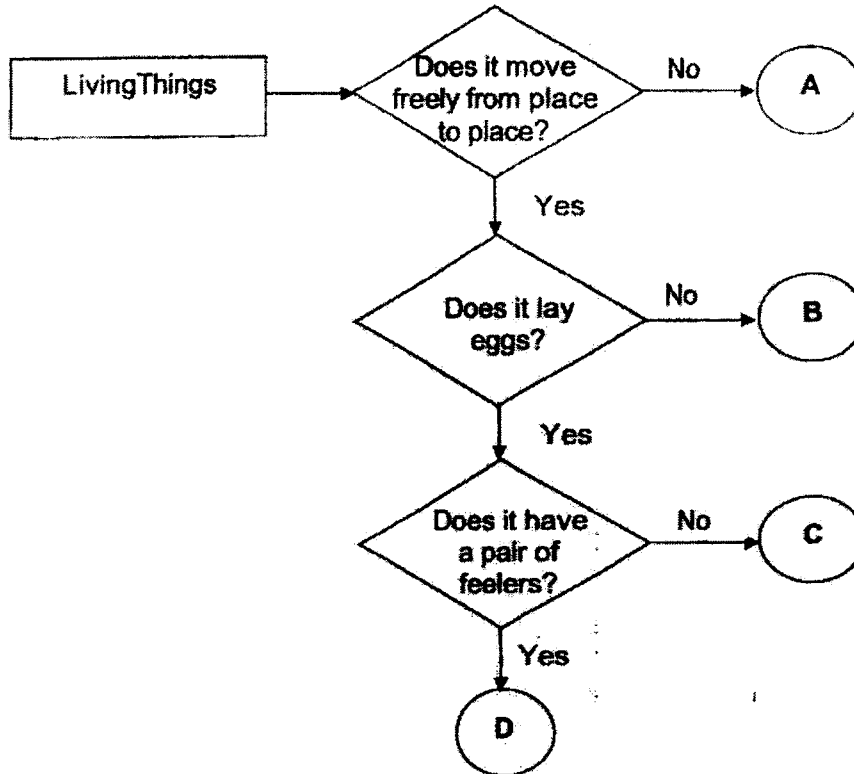 LivingThings
Does it move
freely from place
to place?
No
A
Yes
Does it lay
eggs?
No
B
Yes
Does it have
a pair of
feelers?
No
C
Yes
D